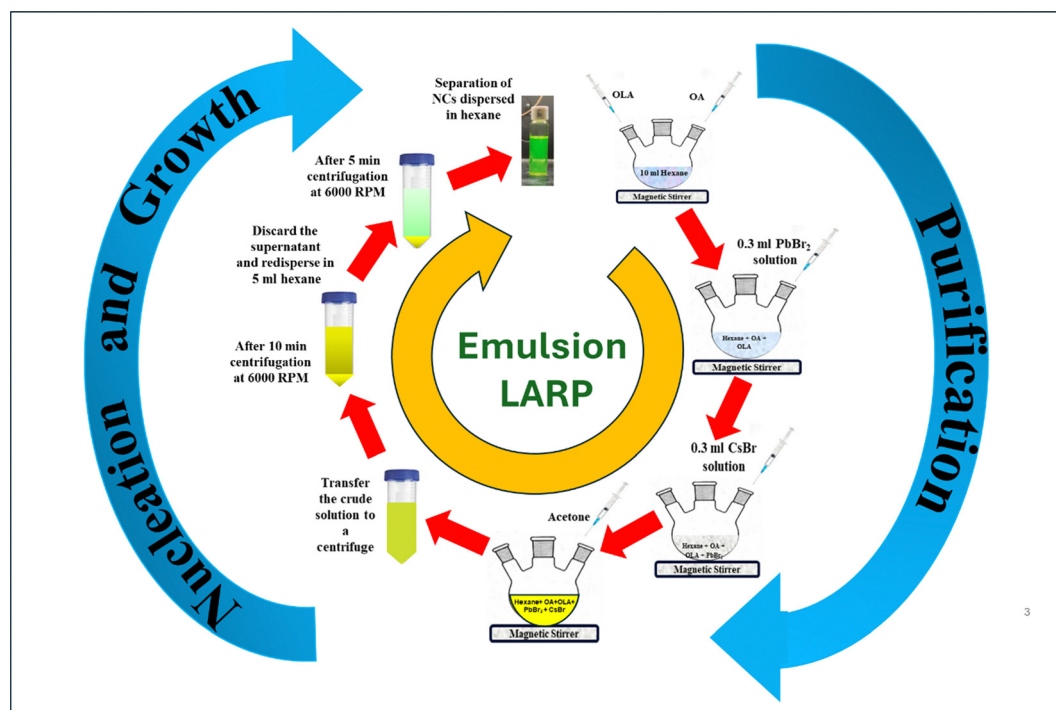 Nucleation and Growth
Purification
Emulsion
LARP
OLA
OA
10 ml Hexane
Magnetic Stirrer
0.3 ml PbBr₂
solution
Hexane + OA +
OLA
Magnetic Stirrer
0.3 ml CsBr
solution
Hexane + OA +
OLA + PbBr₂
Magnetic Stirrer
Acetone
Hexane+ OA+OLA+
PbBr₂ + CsBr
Magnetic Stirrer
Transfer
the crude
solution to
a
centrifuge
After 10 min
centrifugation
at 6000 RPM
Discard the
supernatant
and redisperse in
5 ml hexane
After 5 min
centrifugation
at 6000 RPM
Separation of
NCs dispersed
in hexane
3